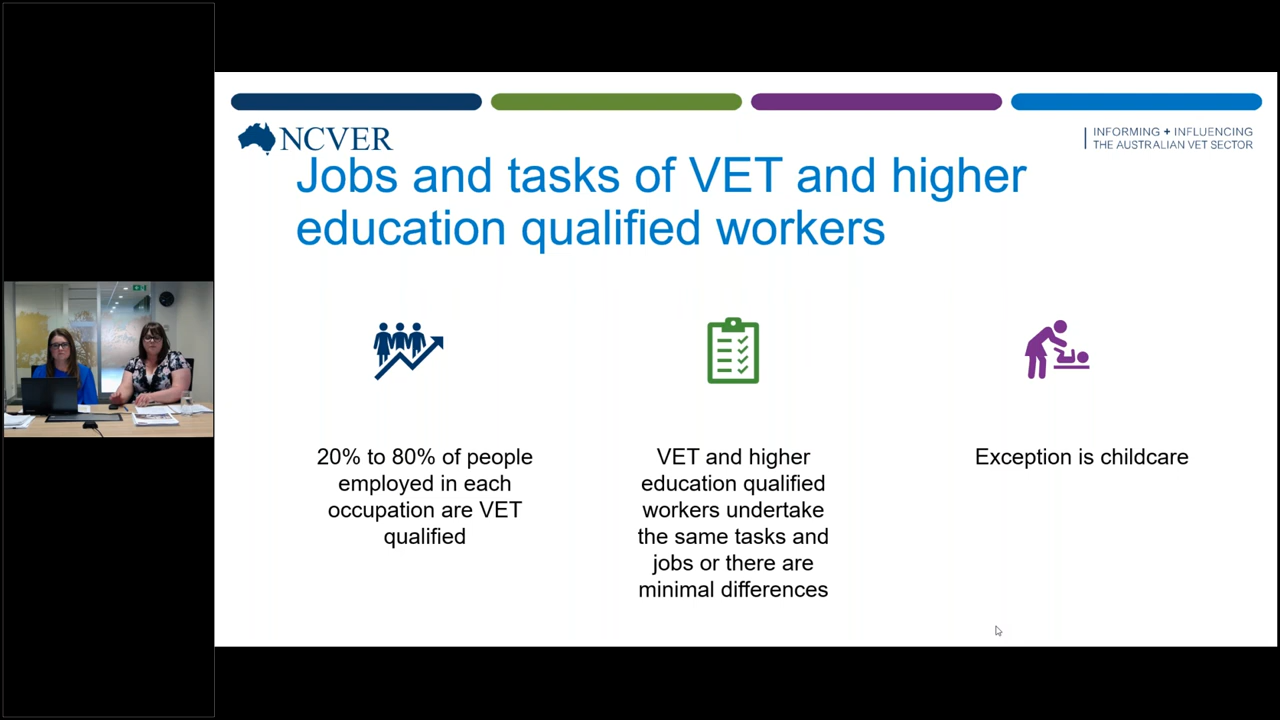 NCVER
INFORMING + INFLUENCING
THE AUSTRALIAN VET SECTOR
Jobs and tasks of VET and higher
education qualified workers
20% to 80% of people
employed in each
occupation are VET
qualified
VET and higher
education qualified
workers undertake
the same tasks and
jobs or there are
minimal differences
Exception is childcare